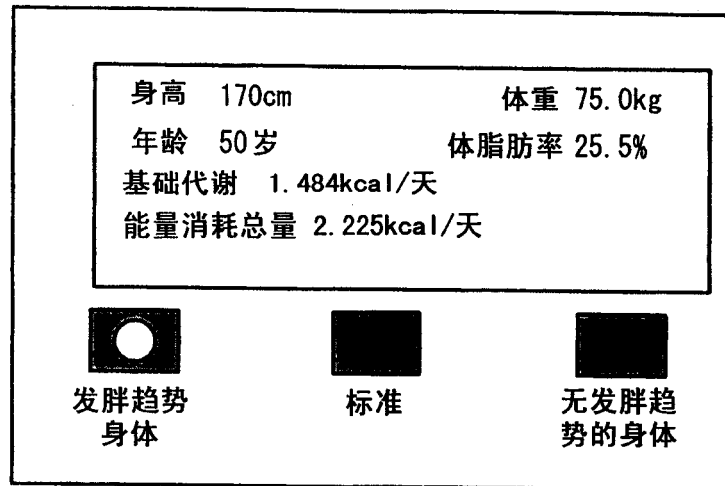 身高 170cm 体重 75.0kg
年龄 50岁 体脂肪率 25.5%
基础代谢 1.484kcal/天
能量消耗总量 2.225kcal/天
发胖趋势
身体
标准
无发胖趋
势的身体